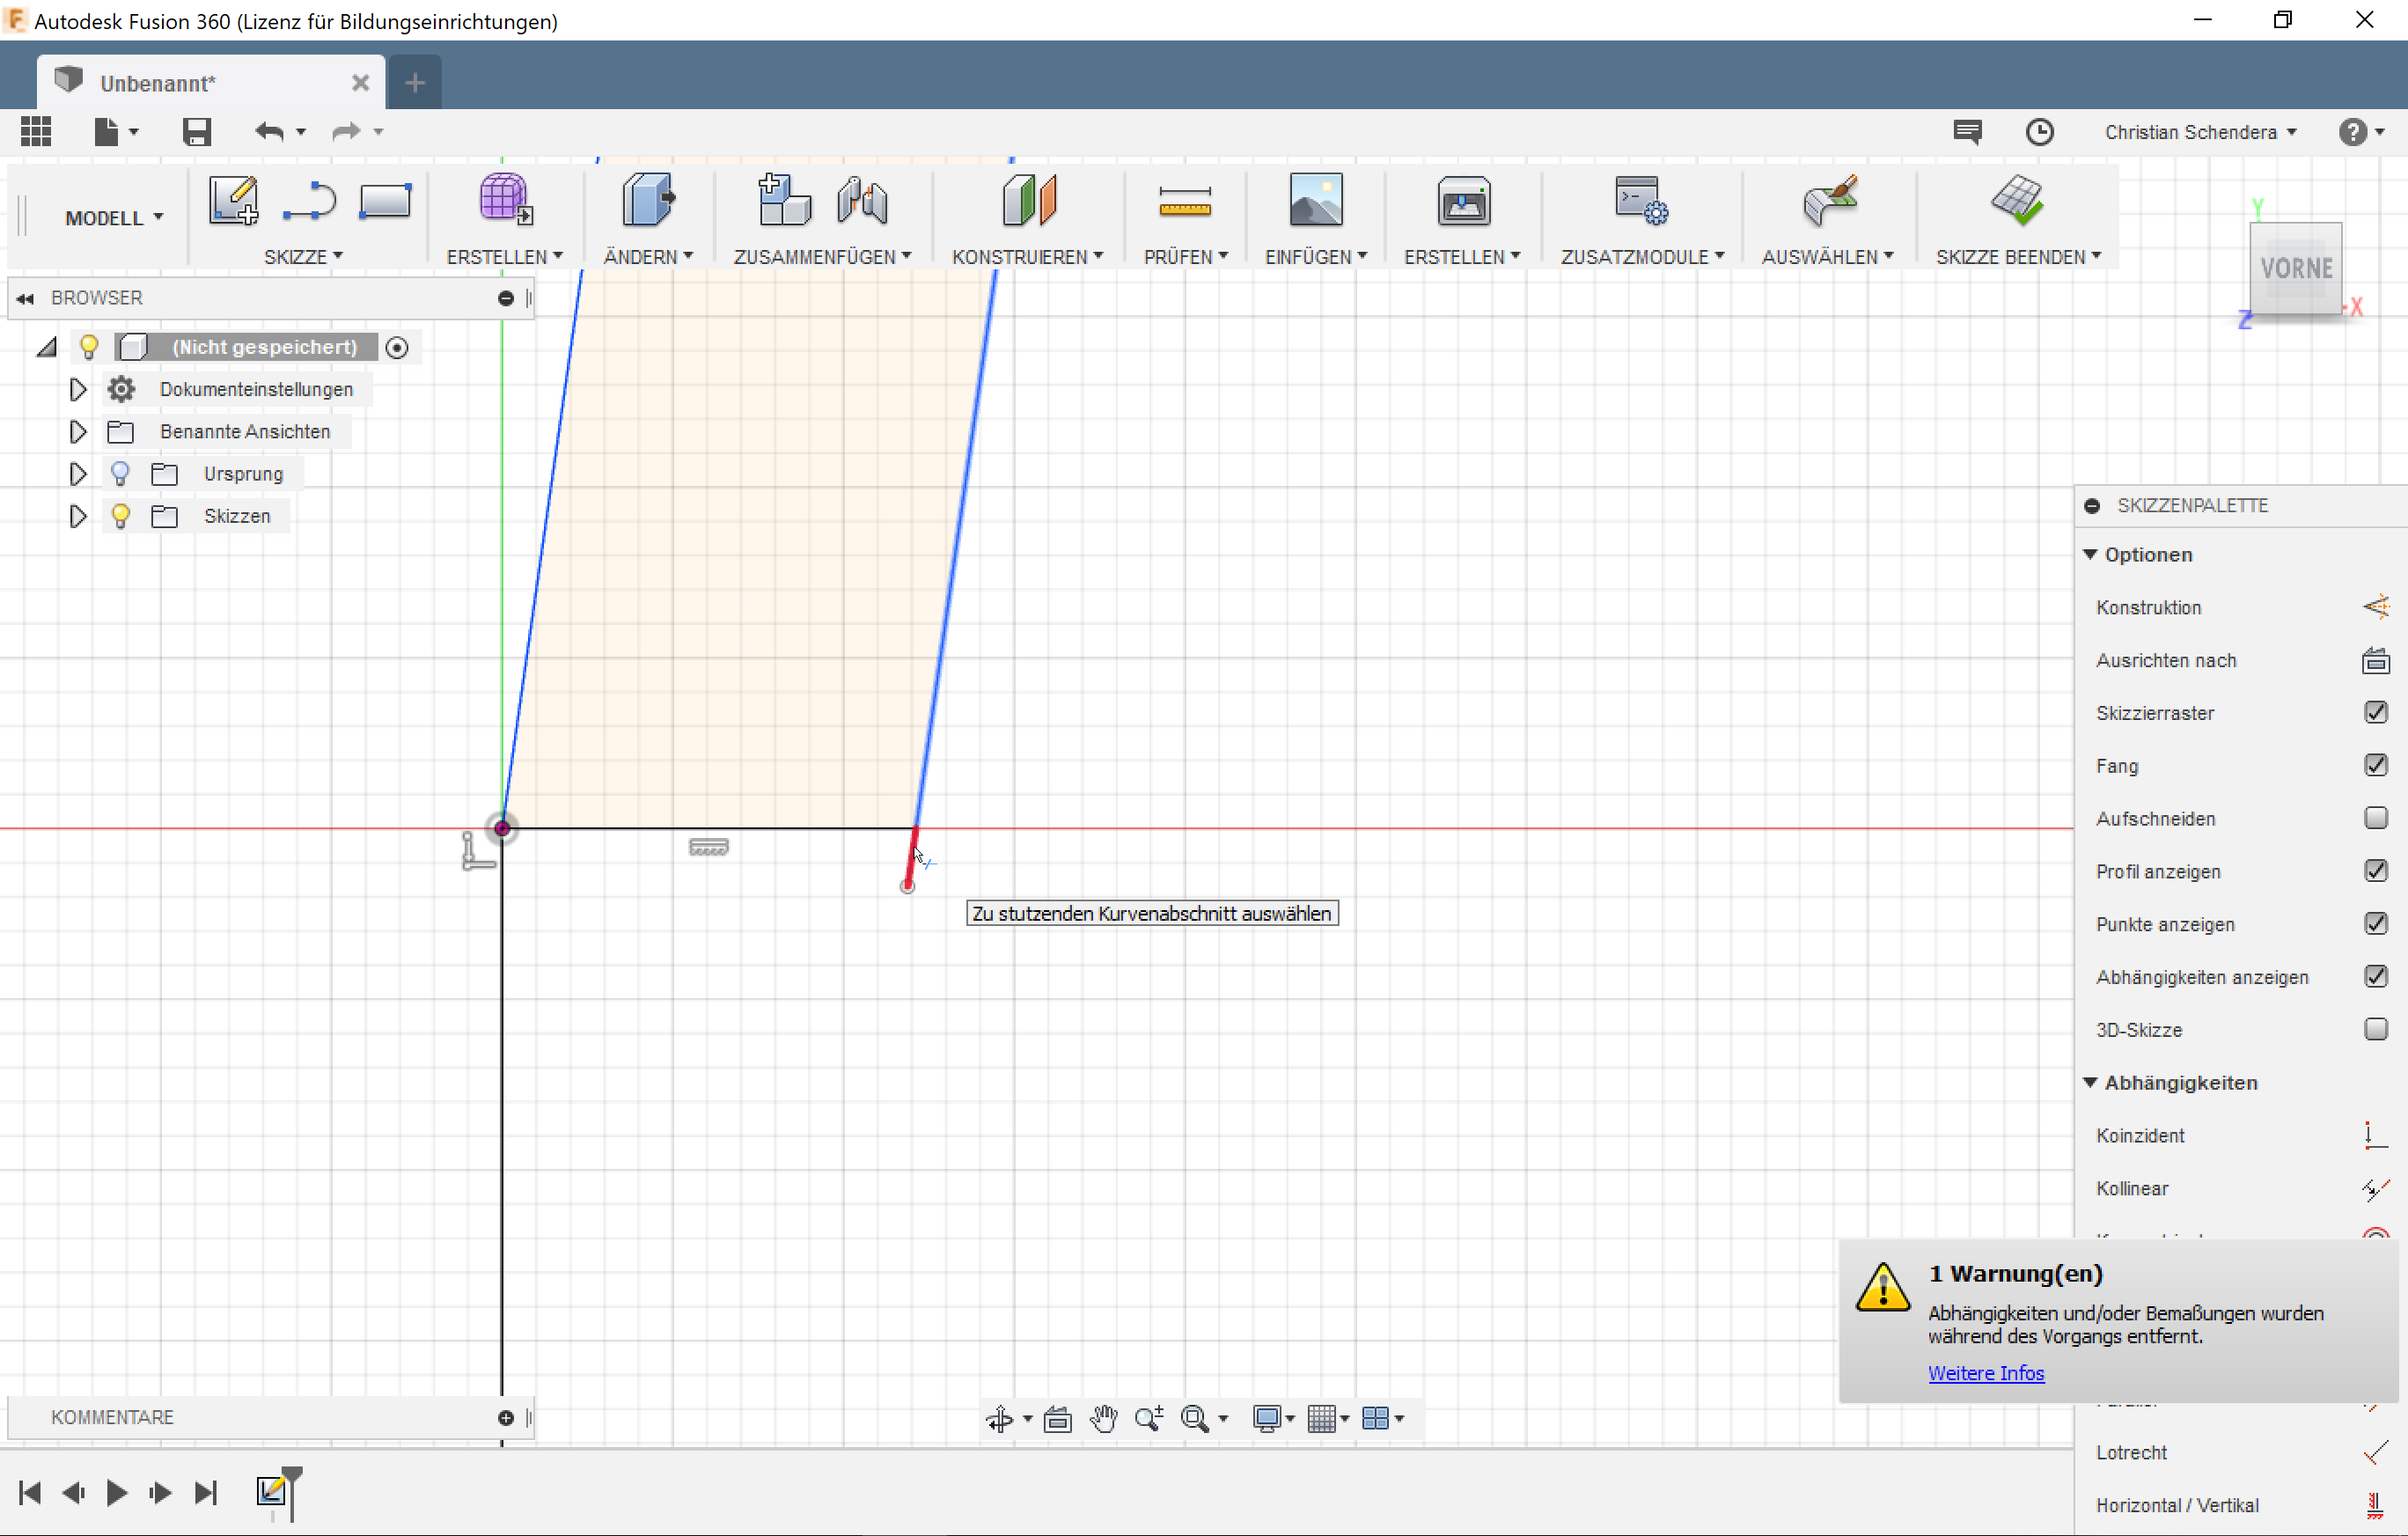 Autodesk Fusion 360 (Lizenz für Bildungseinrichtungen)
Unbenannt*
Christian Schendera
MODELL
SKIZZE
ERSTELLEN
ÄNDERN
ZUSAMMENFÜGEN
KONSTRUIEREN
PRÜFEN
EINFÜGEN
ERSTELLEN
ZUSATZMODULE
AUSWÄHLEN
SKIZZE BEENDEN
Y
VORNE
X
Z
BROWSER
(Nicht gespeichert)
Dokumenteinstellungen
Benannte Ansichten
Ursprung
Skizzen
Zu stutzenden Kurvenabschnitt auswählen
SKIZZENPALETTE
Optionen
Konstruktion
Ausrichten nach
Skizzierraster
Fang
Aufschneiden
Profil anzeigen
Punkte anzeigen
Abhängigkeiten anzeigen
3D-Skizze
Abhängigkeiten
Koinzident
Kollinear
1 Warnung(en)
Abhängigkeiten und/oder Bemaßungen wurden
während des Vorgangs entfernt.
Weitere Infos
Lotrecht
Horizontal / Vertikal
KOMMENTARE